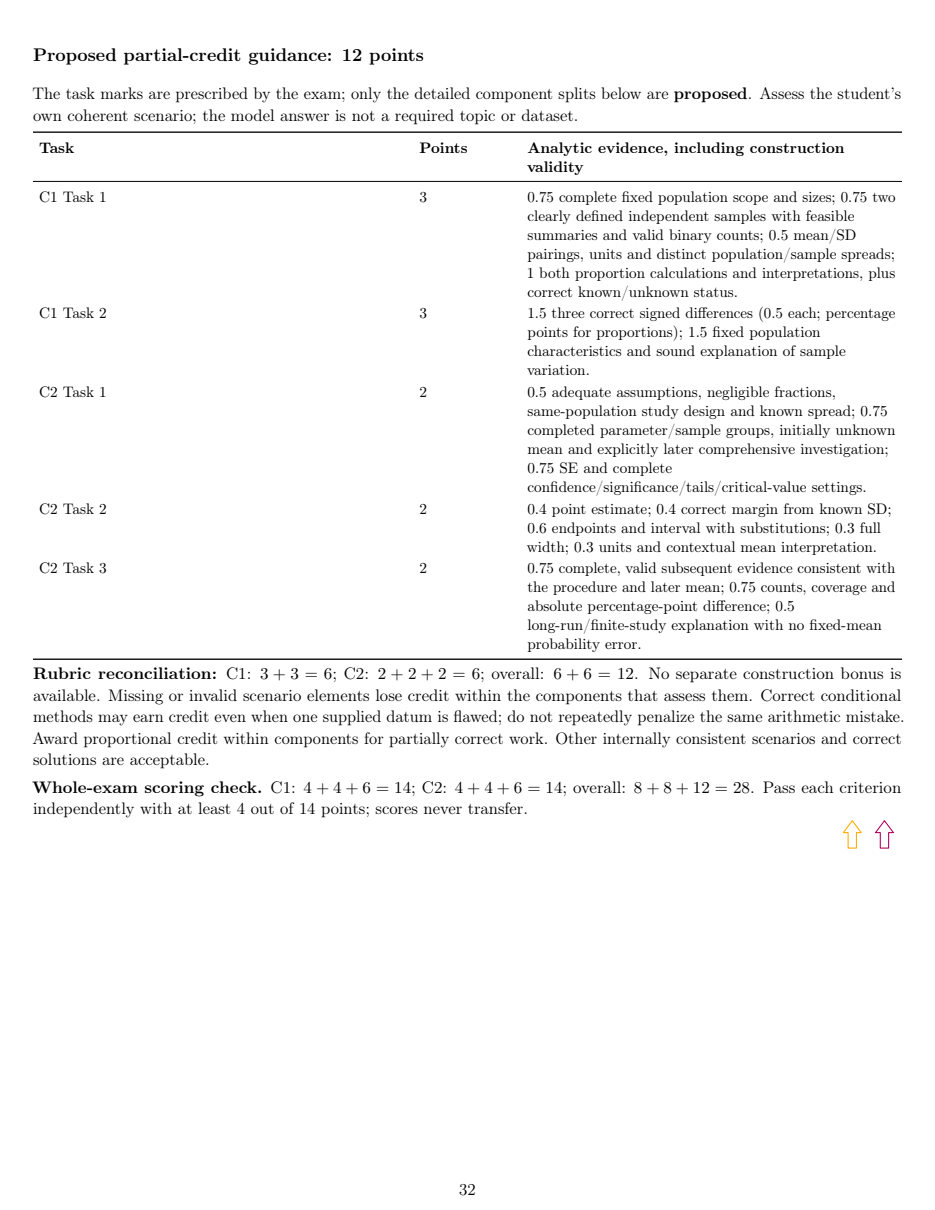 Proposed partial-credit guidance: 12 points
The task marks are prescribed by the exam; only the detailed component splits below are proposed. Assess the student's
own coherent scenario; the model answer is not a required topic or dataset.
Task Points Analytic evidence, including construction
validity
C1 Task 1 3 0.75 complete fixed population scope and sizes; 0.75 two
clearly defined independent samples with feasible
summaries and valid binary counts; 0.5 mean/SD
pairings, units and distinct population/sample spreads;
1 both proportion calculations and interpretations, plus
correct known/unknown status.
C1 Task 2 3 1.5 three correct signed differences (0.5 each; percentage
points for proportions); 1.5 fixed population
characteristics and sound explanation of sample
variation.
C2 Task 1 2 0.5 adequate assumptions, negligible fractions,
same-population study design and known spread; 0.75
completed parameter/sample groups, initially unknown
mean and explicitly later comprehensive investigation;
0.75 SE and complete
confidence/significance/tails/critical-value settings.
C2 Task 2 2 0.4 point estimate; 0.4 correct margin from known SD;
0.6 endpoints and interval with substitutions; 0.3 full
width; 0.3 units and contextual mean interpretation.
C2 Task 3 2 0.75 complete, valid subsequent evidence consistent with
the procedure and later mean; 0.75 counts, coverage and
absolute percentage-point difference; 0.5
long-run/finite-study explanation with no fixed-mean
probability error.
Rubric reconciliation: C1: 3 + 3 = 6; C2: 2 + 2 + 2 = 6; overall: 6 + 6 = 12. No separate construction bonus is
available. Missing or invalid scenario elements lose credit within the components that assess them. Correct conditional
methods may earn credit even when one supplied datum is flawed; do not repeatedly penalize the same arithmetic mistake.
Award proportional credit within components for partially correct work. Other internally consistent scenarios and correct
solutions are acceptable.
Whole-exam scoring check. C1: 4 + 4 + 6 = 14; C2: 4 + 4 + 6 = 14; overall: 8 + 8 + 12 = 28. Pass each criterion
independently with at least 4 out of 14 points; scores never transfer.
32